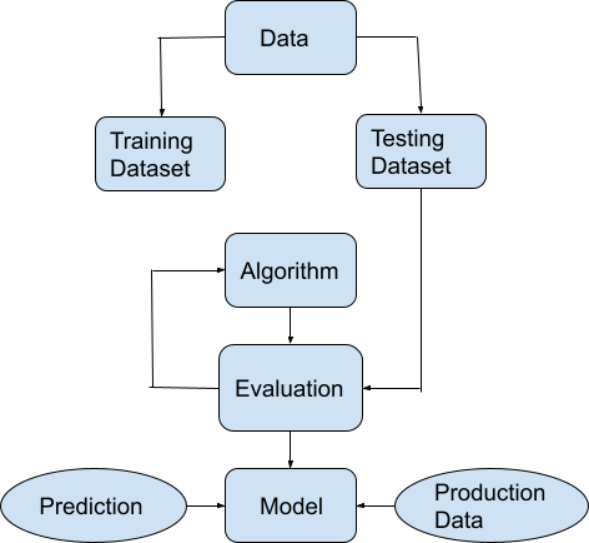 Data
Training
Dataset
Testing
Dataset
Algorithm
Evaluation
Prediction
Model
Production
Data